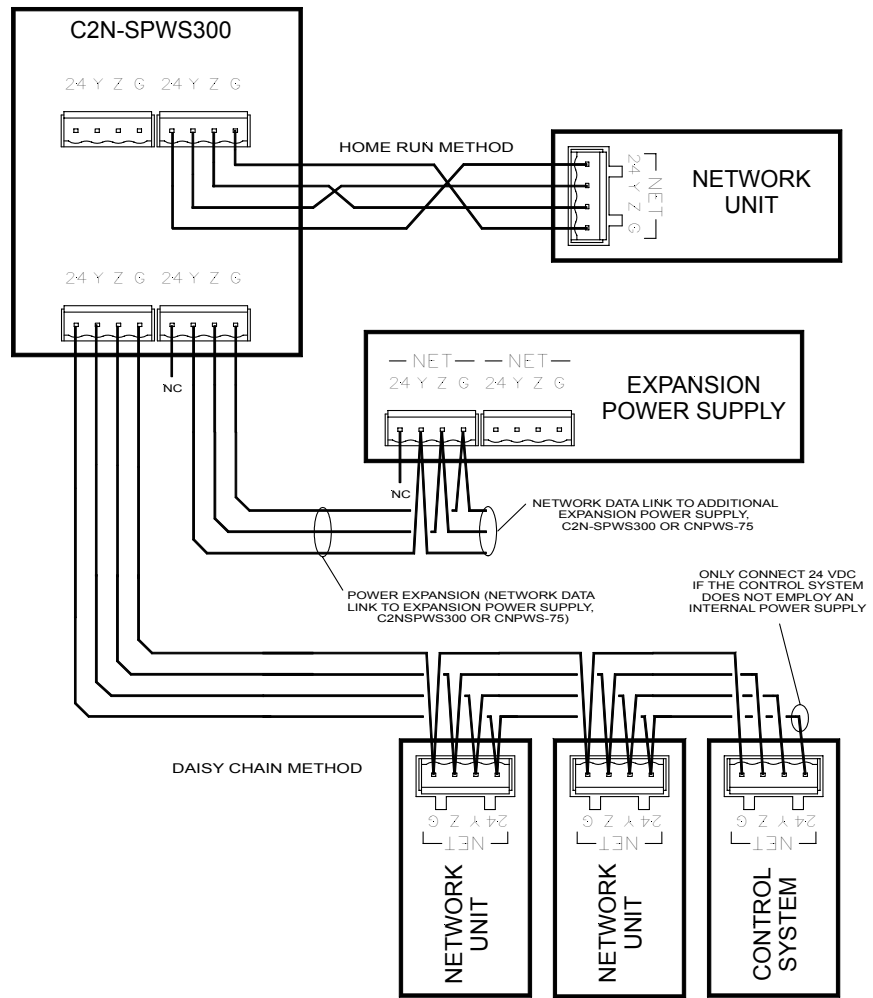 C2N-SPWS300
24 Y Z G 24 Y Z G
HOME RUN METHOD
24 Y Z G
NET
NETWORK
UNIT
24 Y Z G 24 Y Z G
NC
NET NET
24 Y Z G 24 Y Z G
EXPANSION
POWER SUPPLY
NC
NETWORK DATA LINK TO ADDITIONAL
EXPANSION POWER SUPPLY,
C2N-SPWS300 OR CNPWS-75
POWER EXPANSION (NETWORK DATA
LINK TO EXPANSION POWER SUPPLY,
C2NSPWS300 OR CNPWS-75)
ONLY CONNECT 24 VDC
IF THE CONTROL SYSTEM
DOES NOT EMPLOY AN
INTERNAL POWER SUPPLY
DAISY CHAIN METHOD
24 Y Z G
NET
NETWORK
UNIT
24 Y Z G
NET
NETWORK
UNIT
24 Y Z G
NET
CONTROL
SYSTEM